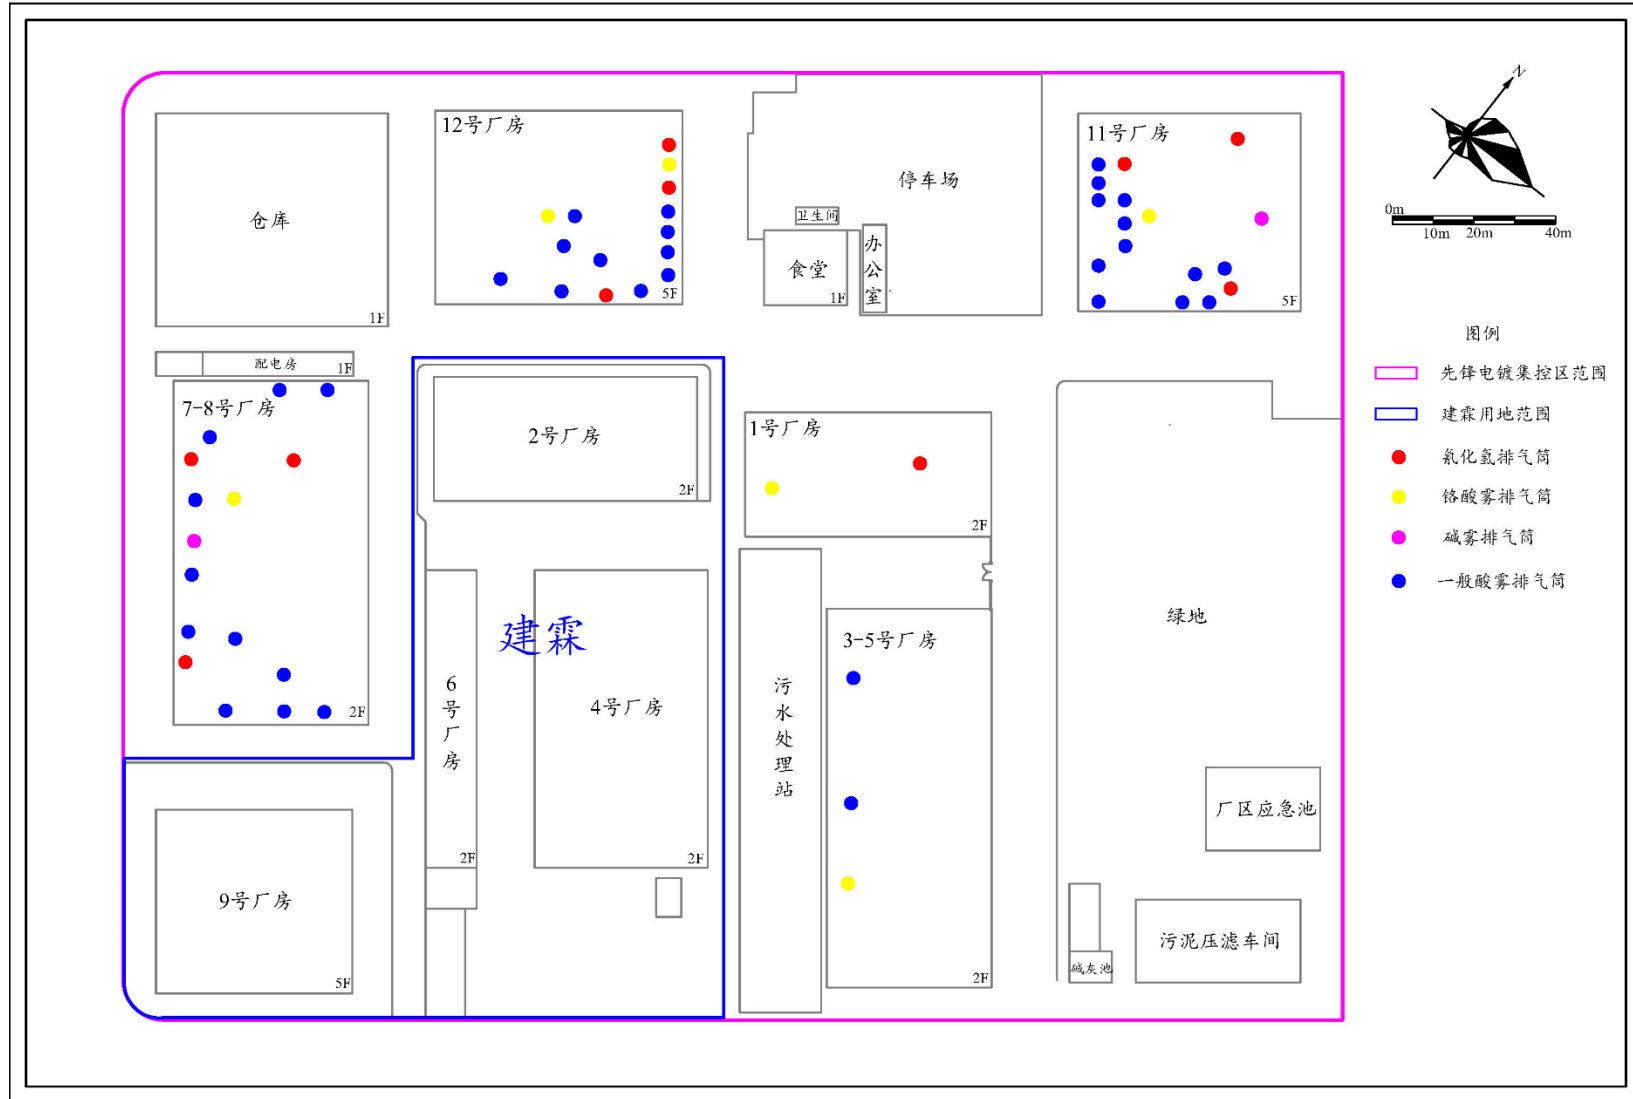 12号厂房
11号厂房
N
停车场
0m
10m 20m 40m
仓库
卫生间
办公室
食堂
1F
5F
1F
5F
图例
配电房
1F
先锋电镀集控区范围
7-8号厂房
建霖用地范围
2号厂房
1号厂房
氰化氢排气筒
2F
铬酸雾排气筒
2F
碱雾排气筒
一般酸雾排气筒
建霖
绿地
3-5号厂房
6号厂房
4号厂房
污水处理站
2F
厂区应急池
2F
2F
9号厂房
污泥压滤车间
碱灰池
5F
2F